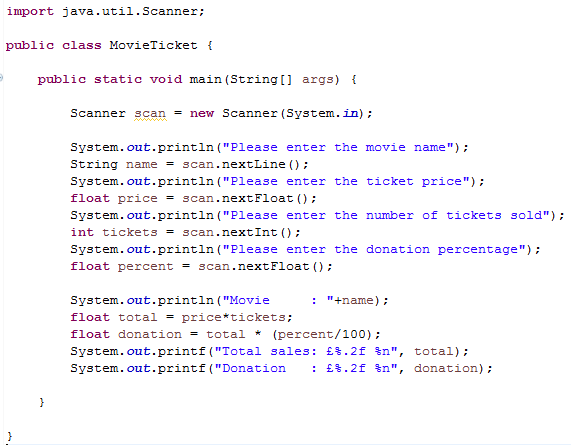 import java.util.Scanner;
public class MovieTicket {
public static void main(String[] args) {
Scanner scan = new Scanner(System.in);
System.out.println("Please enter the movie name");
String name = scan.nextLine();
System.out.println("Please enter the ticket price");
float price = scan.nextFloat();
System.out.println("Please enter the number of tickets sold");
int tickets = scan.nextInt();
System.out.println("Please enter the donation percentage");
float percent = scan.nextFloat();
System.out.println("Movie     : "+name);
float total = price*tickets;
float donation = total * (percent/100);
System.out.printf("Total sales: £%.2f %n", total);
System.out.printf("Donation   : £%.2f %n", donation);
}
}